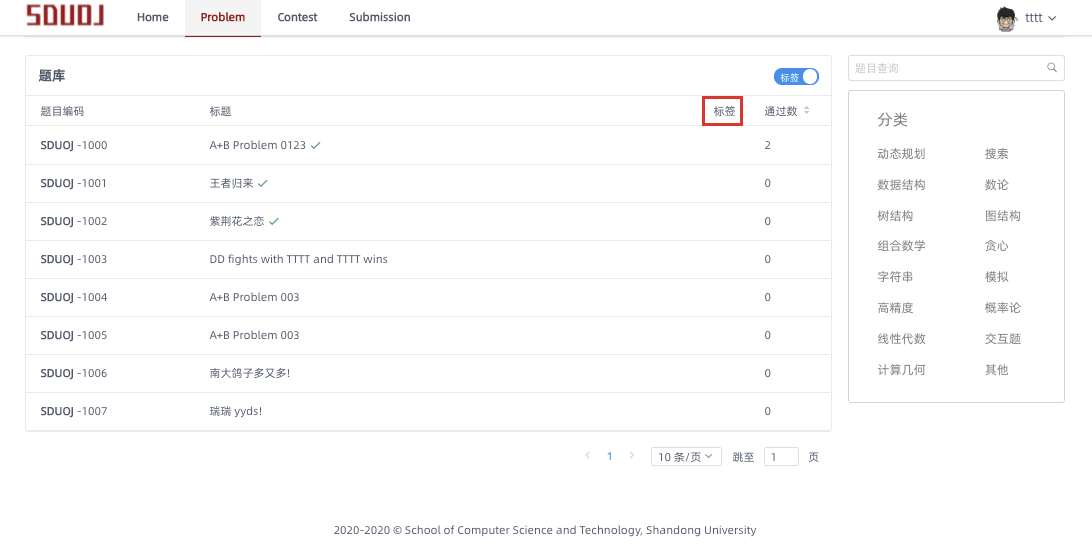 SDUOJ Home Problem Contest Submission tttt
题库 标签 题目查询
题目编码 标题 标签 通过数
SDUOJ -1000 A+B Problem 0123 2
SDUOJ -1001 王者归来 0
SDUOJ -1002 紫荆花之恋 0
SDUOJ -1003 DD fights with TTTT and TTTT wins 0
SDUOJ -1004 A+B Problem 003 0
SDUOJ -1005 A+B Problem 003 0
SDUOJ -1006 南大鸽子多又多! 0
SDUOJ -1007 瑞瑞 yyds! 0
1 10 条/页 跳至 1 页
分类
动态规划 搜索
数据结构 数论
树结构 图结构
组合数学 贪心
字符串 模拟
高精度 概率论
线性代数 交互题
计算几何 其他
2020-2020 © School of Computer Science and Technology, Shandong University